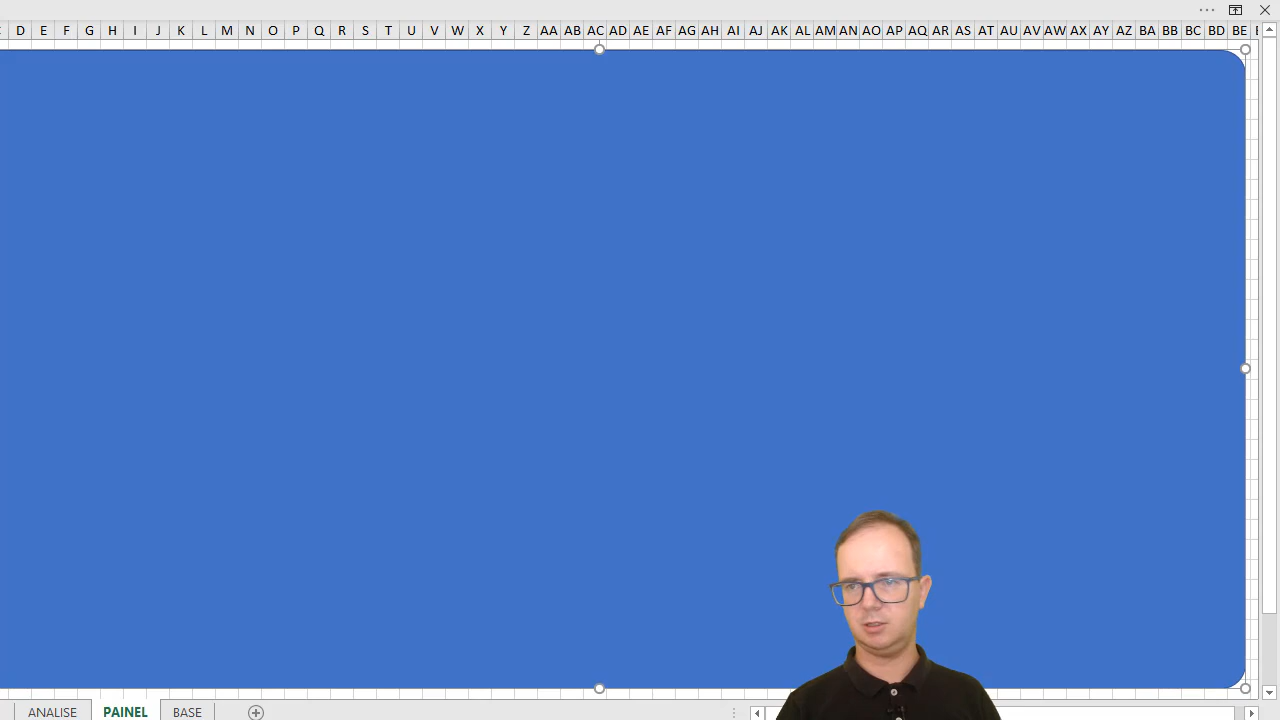 D E F G H I J K L M N O P Q R S T U V W X Y Z AA AB AC AD AE AF AG AH AI AJ AK AL AM AN AO AP AQ AR AS AT AU AV AW AX AY AZ BA BB BC BD BE
ANALISE PAINEL BASE